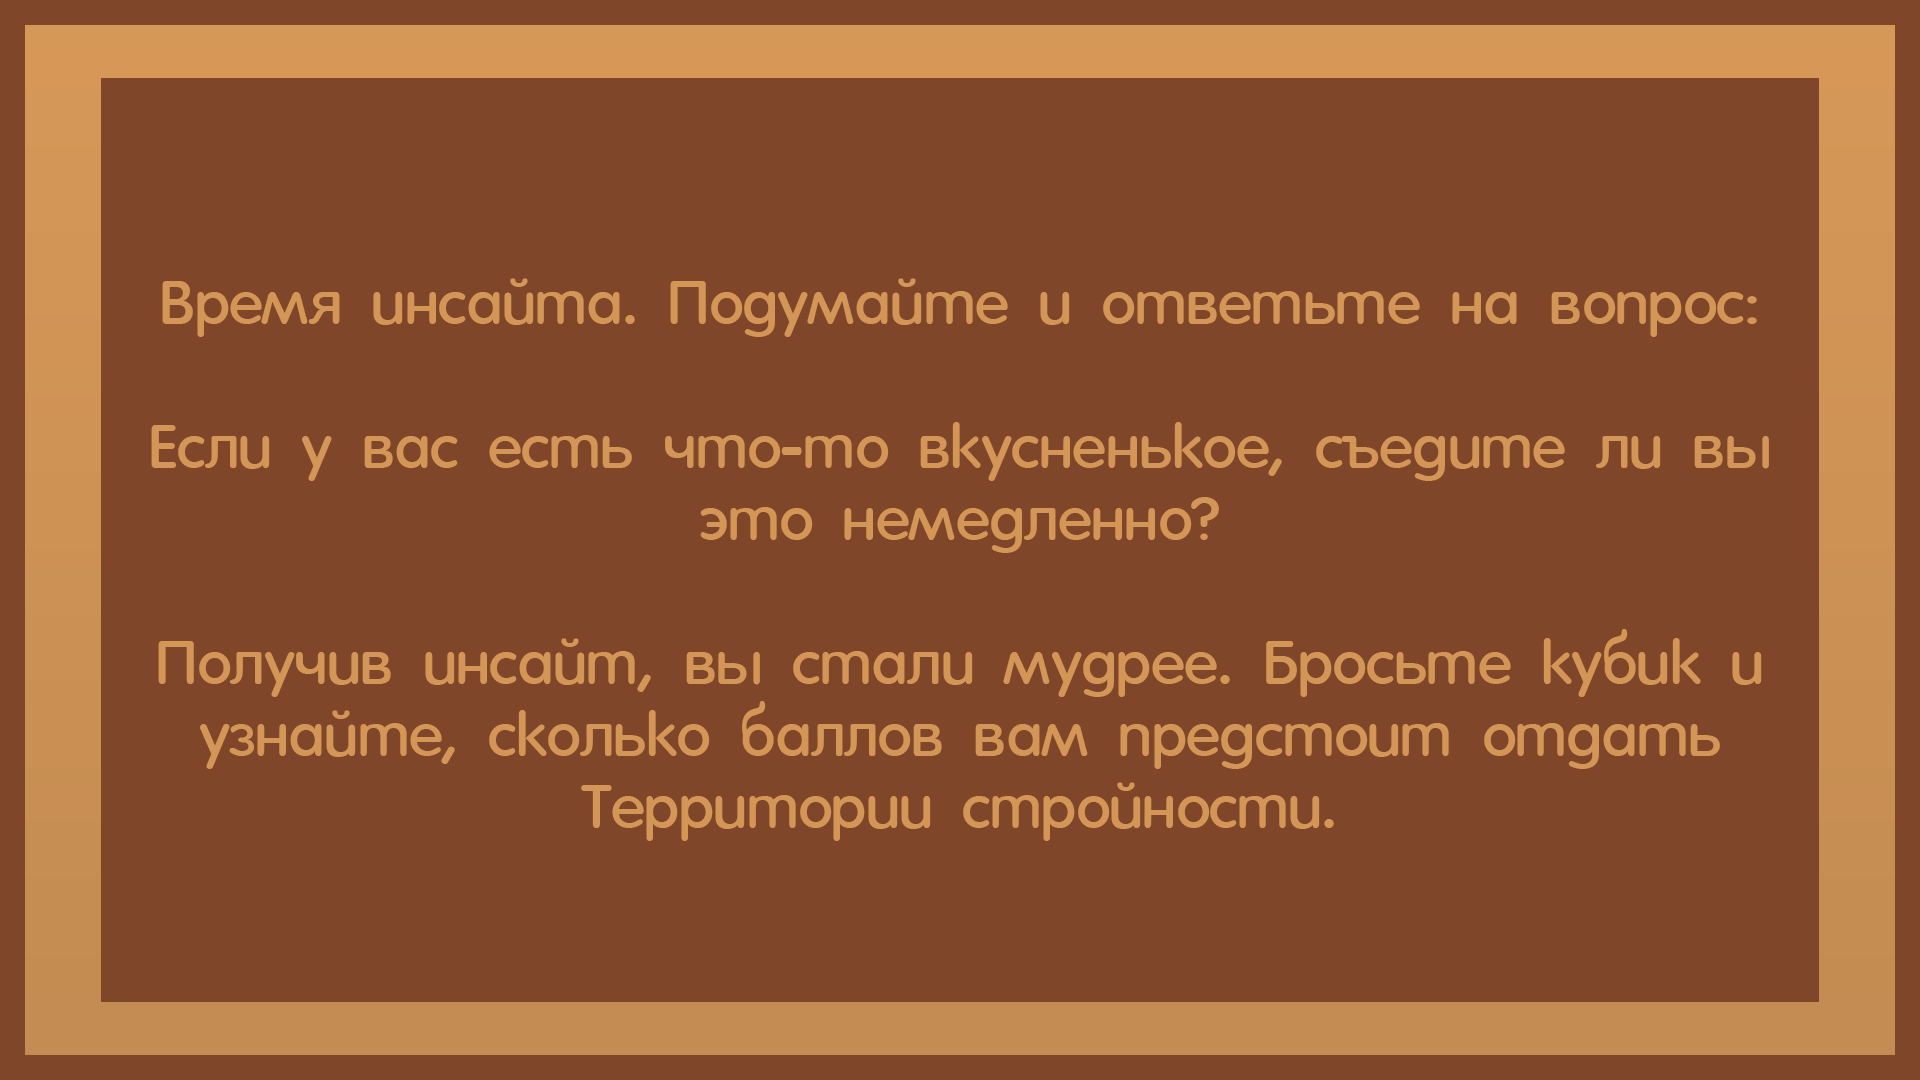 Время инсайта. Подумайте и ответьте на вопрос:
Если у вас есть что-то вкусненькое, съедите ли вы
это немедленно?
Получив инсайт, вы стали мудрее. Бросьте кубик и
узнайте, сколько баллов вам предстоит отдать
Территории стройности.